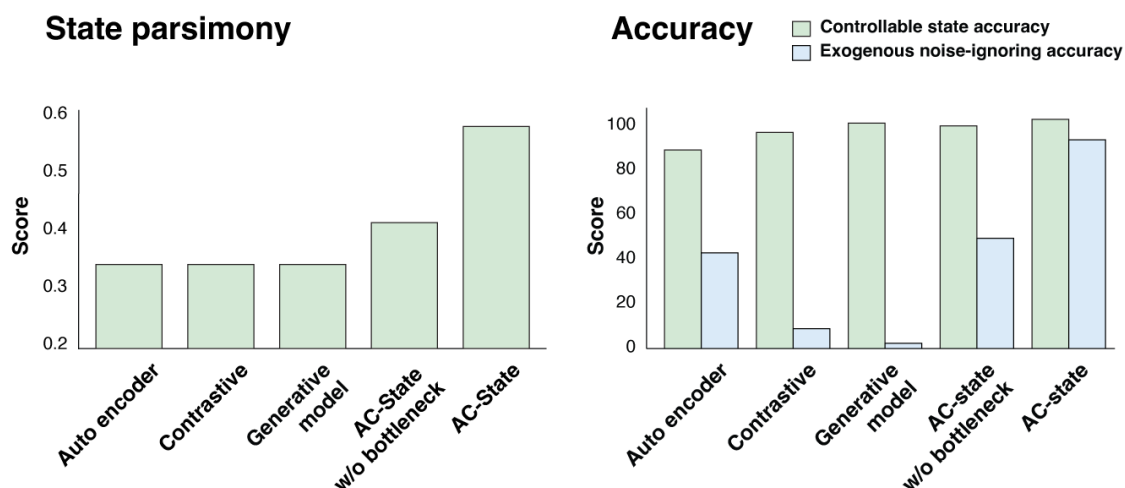 State parsimony
Score
0.6
0.5
0.4
0.3
0.2
Auto encoder
Contrastive
Generative
model
AC-State
w/o bottleneck
AC-State
Accuracy
Controllable state accuracy
Exogenous noise-ignoring accuracy
Score
100
80
60
40
20
0
Auto encoder
Contrastive
Generative
model
AC-state
w/o bottleneck
AC-state